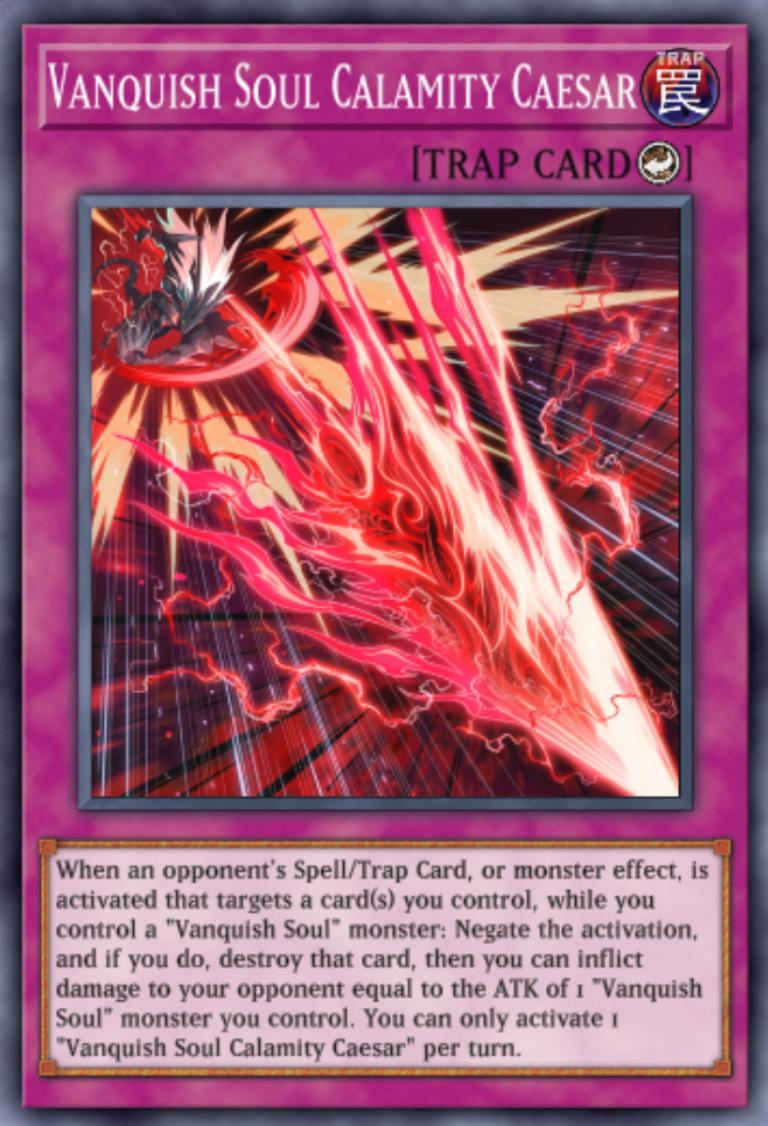 Vanquish Soul Calamity Caesar
TRAP
罠
[TRAP CARD]
When an opponent's Spell/Trap Card, or monster effect, is
activated that targets a card(s) you control, while you
control a "Vanquish Soul" monster: Negate the activation,
and if you do, destroy that card, then you can inflict
damage to your opponent equal to the ATK of 1 "Vanquish
Soul" monster you control. You can only activate 1
"Vanquish Soul Calamity Caesar" per turn.